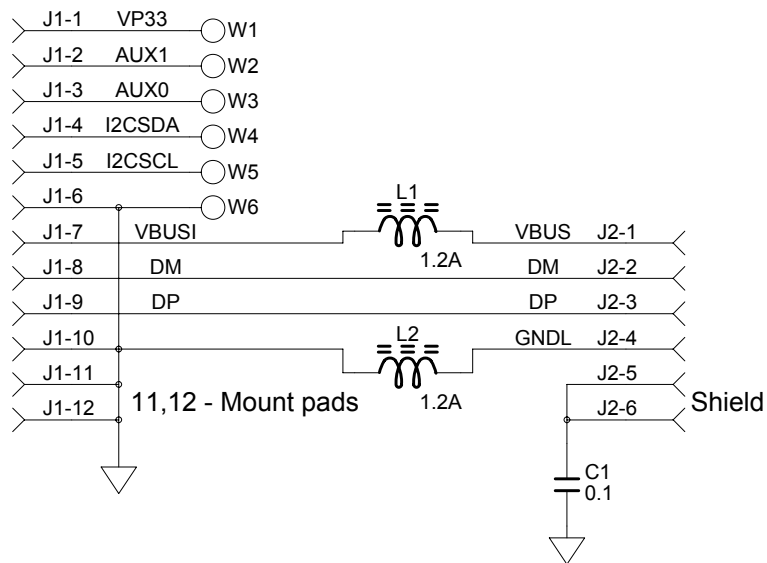 J1-1 VP33 W1
J1-2 AUX1 W2
J1-3 AUX0 W3
J1-4 I2CSDA W4
J1-5 I2CSCL W5
J1-6 W6
L1
J1-7 VBUSI VBUS J2-1
1.2A
J1-8 DM DM J2-2
J1-9 DP DP J2-3
J1-10 L2 GNDL J2-4
J1-11 J2-5
11,12 - Mount pads 1.2A Shield
J1-12 J2-6
C1
0.1